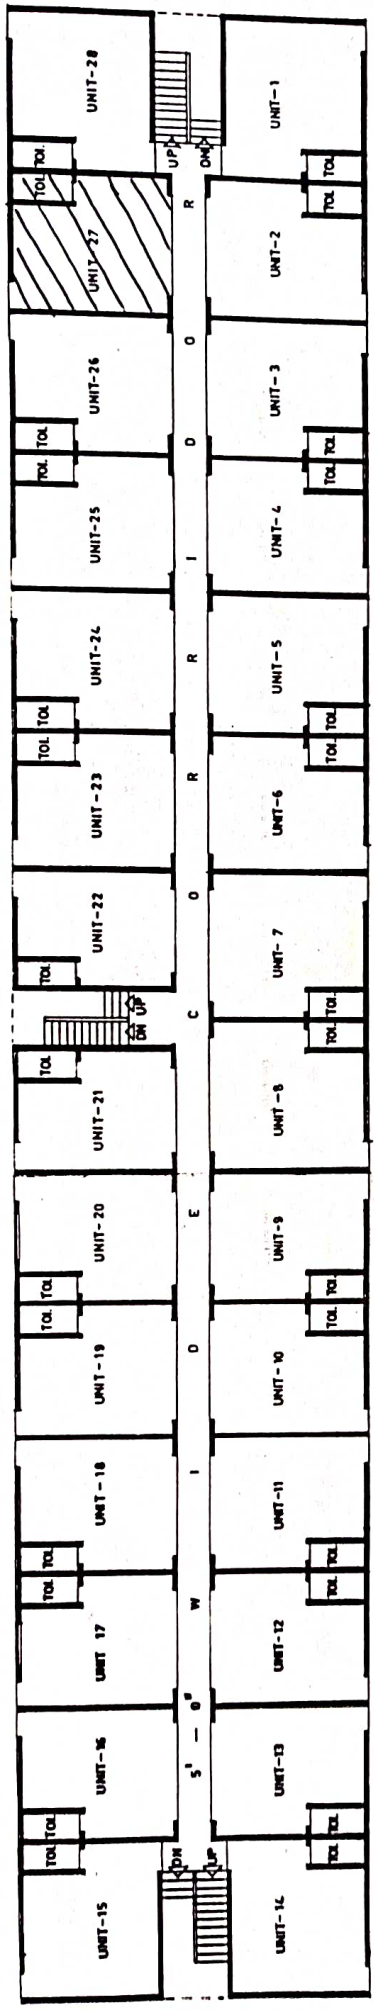 UNIT-15
TOL
TOL
UNIT-16
UNIT 17
TOL
TOL
UNIT-18
UNIT-19
TOL
TOL
UNIT-20
UNIT-21
TOL
DN
UP
TOL
UNIT-22
UNIT-23
TOL
TOL
UNIT-24
UNIT-25
TOL
TOL
UNIT-26
UNIT-27
TOL
TOL
UNIT-28
DN
UP
5'-0" WIDE CORRIDOR
UP
DN
UNIT-14
TOL
TOL
UNIT-13
UNIT-12
TOL
TOL
UNIT-11
UNIT-10
TOL
TOL
UNIT-9
UNIT-8
TOL
TOL
UNIT-7
UNIT-6
TOL
TOL
UNIT-5
UNIT-4
TOL
TOL
UNIT-3
UNIT-2
TOL
TOL
UNIT-1